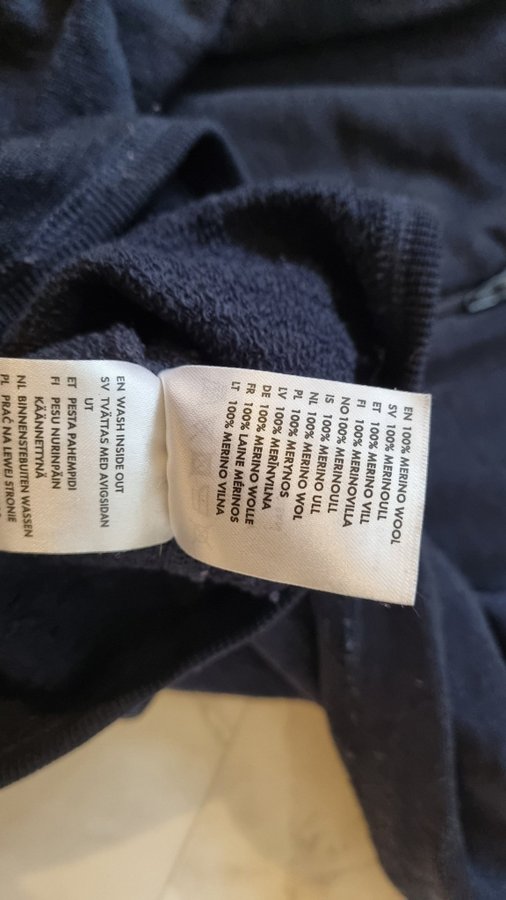 EN 100% MERINO WOOL
SV 100% MERINOULL
ET 100% MERINO VILL
FI 100% MERINOVILLA
NO100% MERINOULL
IS 100% MERINO ULL
NL 100% MERINO WOL
PL 100% MERYNOS
LV 100% MERĪNVILNA
DE 100% MERINO WOLLE
FR 100% LAINE MÉRINOS
LT 100% MERINO VILNA
EN WASH INSIDE OUT
SV TVÄTTAS MED AVIGSIDAN
UT
ET PESTA PAHEMPIDI
FI PESU NURINPÄIN
KÄÄNNETTYNÄ
NL BINNENSTEBUITEN WASSEN
PL PRAĆ NA LEWEJ STRONIE